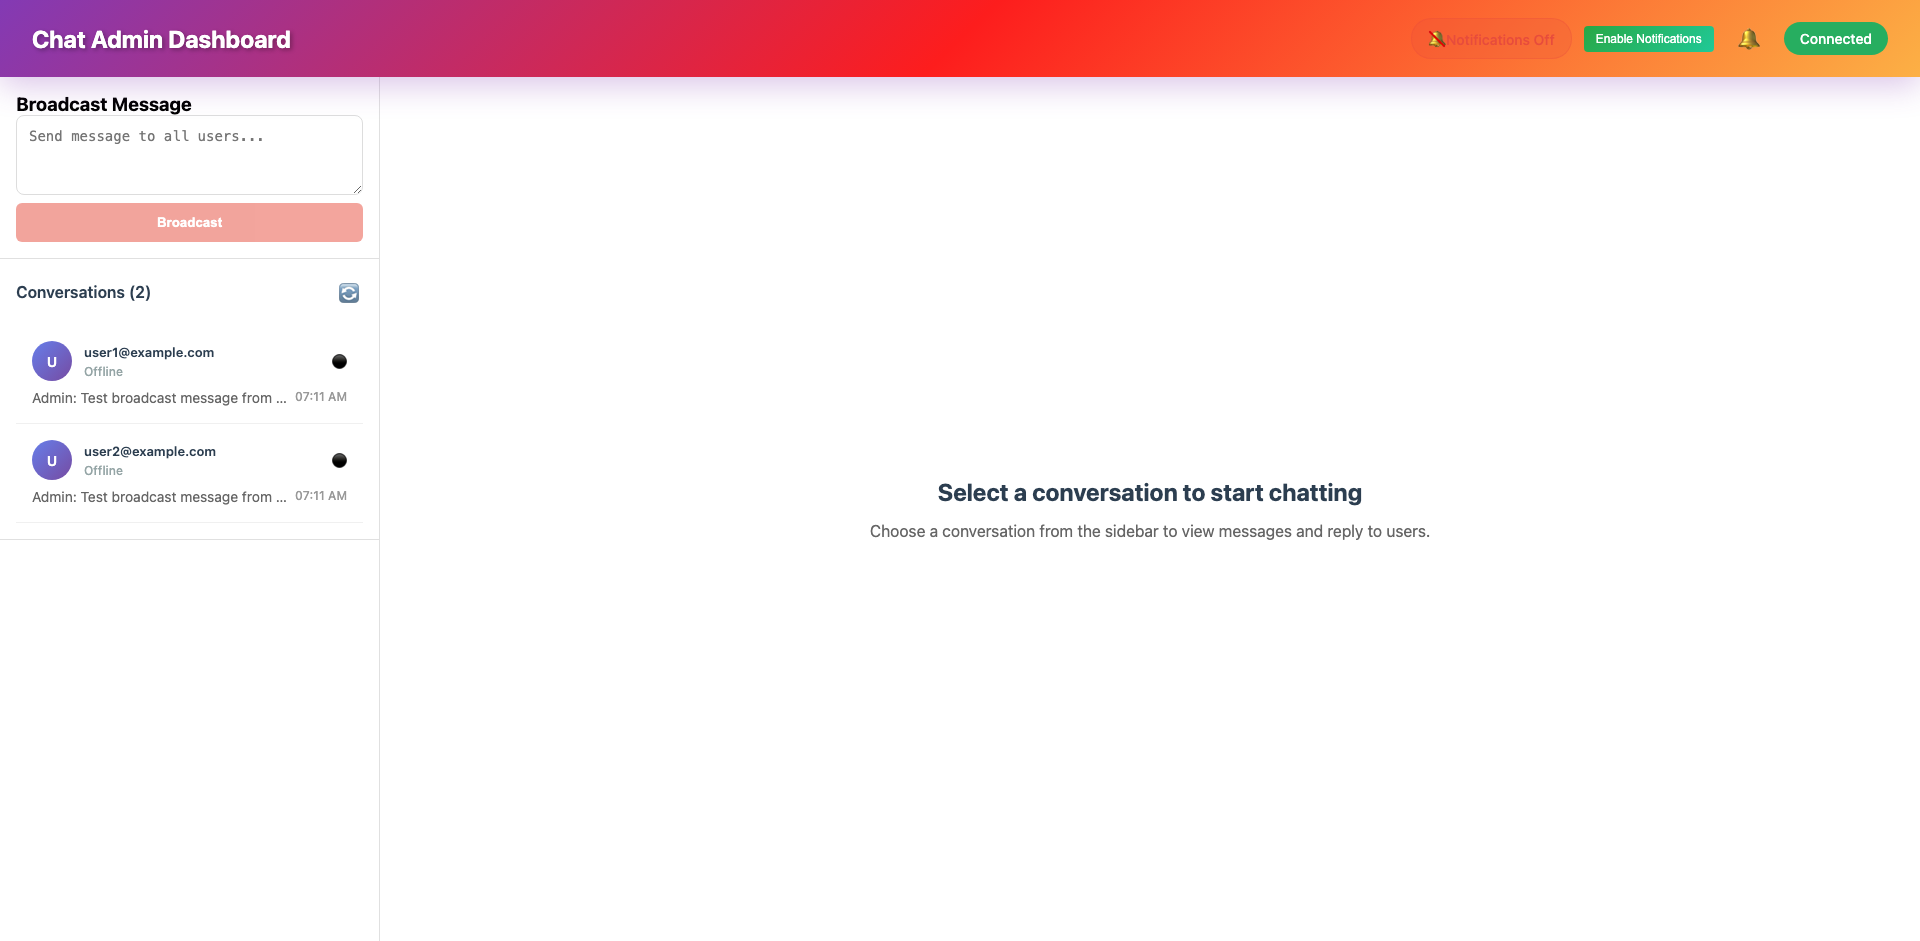 Chat Admin Dashboard
Notifications Off
Enable Notifications
Connected
Broadcast Message
Send message to all users...
Broadcast
Conversations (2)
U
user1@example.com
Offline
Admin: Test broadcast message from ...
07:11 AM
U
user2@example.com
Offline
Admin: Test broadcast message from ...
07:11 AM
Select a conversation to start chatting
Choose a conversation from the sidebar to view messages and reply to users.